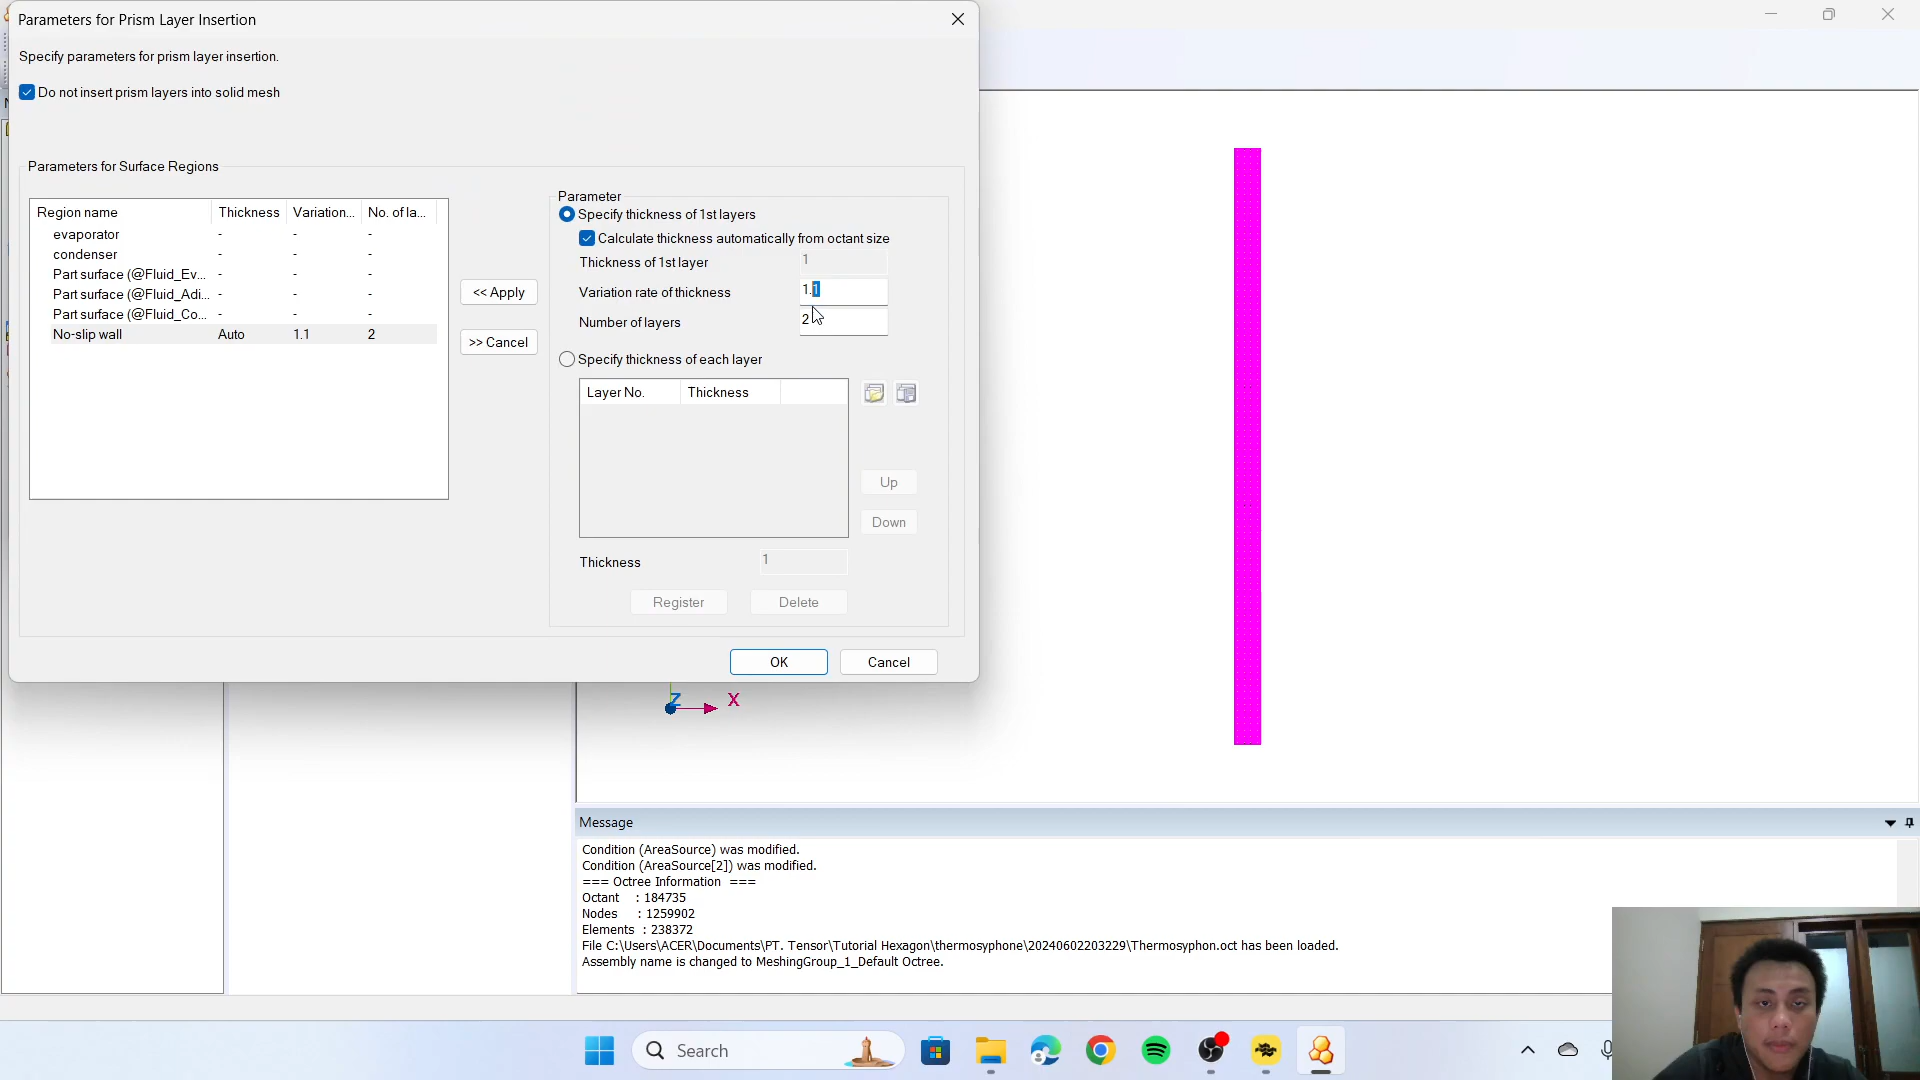 Parameters for Prism Layer Insertion
Specify parameters for prism layer insertion.
Do not insert prism layers into solid mesh
Parameters for Surface Regions
Region name Thickness Variation... No. of la...
evaporator - - -
condenser - - -
Part surface (@Fluid_Ev... - - -
Part surface (@Fluid_Adi... - - -
Part surface (@Fluid_Co... - - -
No-slip wall Auto 1.1 2
<< Apply
>> Cancel
Parameter
Specify thickness of 1st layers
Calculate thickness automatically from octant size
Thickness of 1st layer 1
Variation rate of thickness 1.1
Number of layers 2
Specify thickness of each layer
Layer No. Thickness
Up
Down
Thickness 1
Register Delete
OK Cancel
Z X
Message
Condition (AreaSource) was modified.
Condition (AreaSource[2]) was modified.
=== Octree Information ===
Octant : 184735
Nodes : 1259902
Elements : 238372
File C:\Users\ACER\Documents\PT. Tensor\Tutorial Hexagon\thermosyphone\20240602203229\Thermosyphon.oct has been loaded.
Assembly name is changed to MeshingGroup_1_Default Octree.
Search